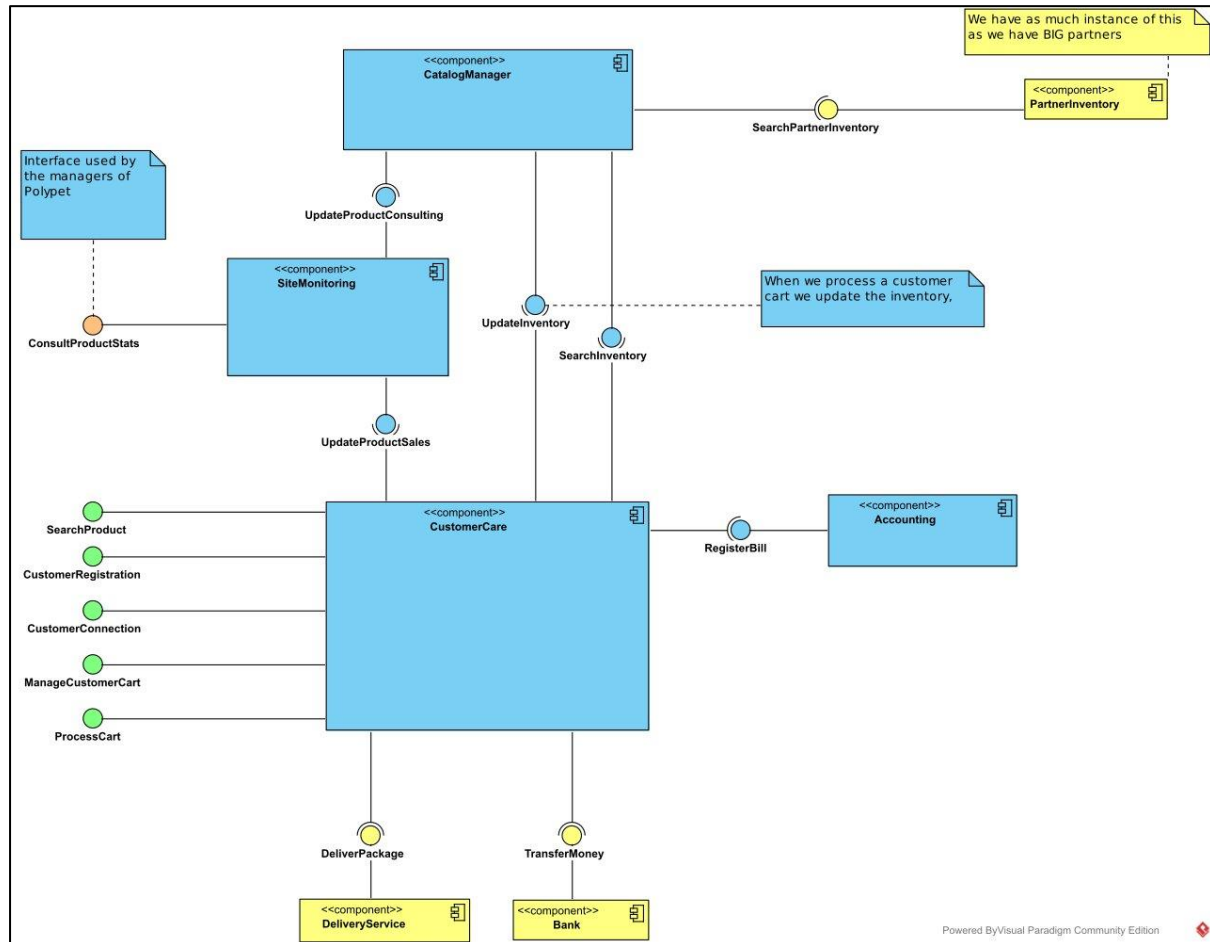 We have as much instance of this
as we have BIG partners
<<component>>
CatalogManager
<<component>>
PartnerInventory
SearchPartnerInventory
Interface used by
the managers of
Polypet
UpdateProductConsulting
<<component>>
SiteMonitoring
When we process a customer
cart we update the inventory,
UpdateInventory
ConsultProductStats
SearchInventory
UpdateProductSales
<<component>>
CustomerCare
<<component>>
Accounting
SearchProduct
RegisterBill
CustomerRegistration
CustomerConnection
ManageCustomerCart
ProcessCart
DeliverPackage
TransferMoney
<<component>>
DeliveryService
<<component>>
Bank
Powered ByVisual Paradigm Community Edition